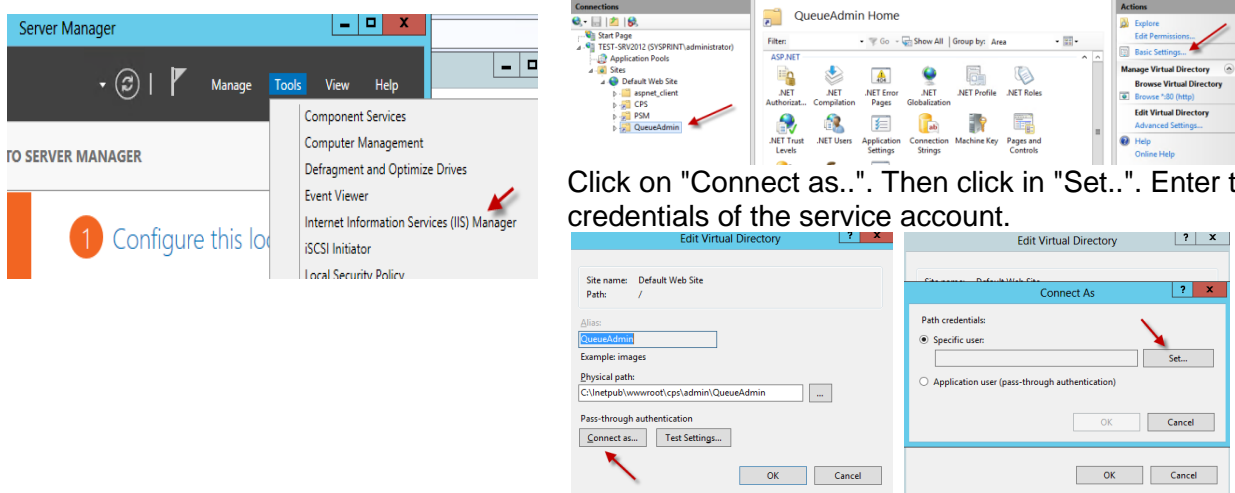 Server Manager
Manage Tools View Help
Component Services
Computer Management
Defragment and Optimize Drives
Event Viewer
Internet Information Services (IIS) Manager
iSCSI Initiator
Local Security Policy
TO SERVER MANAGER
1 Configure this loc
Connections
Start Page
TEST-SRV2012 (SYSPRINT\administrator)
Application Pools
Sites
Default Web Site
aspnet_client
CPS
PSM
QueueAdmin
QueueAdmin Home
Filter: Go Show All Group by: Area
ASP.NET
.NET Authorizat...
.NET Compilation
.NET Error Pages
.NET Globalization
.NET Profile
.NET Roles
.NET Trust Levels
.NET Users
Application Settings
Connection Strings
Machine Key
Pages and Controls
Actions
Explore
Edit Permissions...
Basic Settings...
Manage Virtual Directory
Browse Virtual Directory
Browse *:80 (http)
Edit Virtual Directory
Advanced Settings...
Help
Online Help
Click on "Connect as..". Then click in "Set..". Enter t
credentials of the service account.
Edit Virtual Directory ? x
Site name: Default Web Site
Path: /
Alias:
QueueAdmin
Example: images
Physical path:
C:\Inetpub\wwwroot\cps\admin\QueueAdmin ...
Pass-through authentication
Connect as... Test Settings...
OK Cancel
Edit Virtual Directory ? x
Site name: Default Web Site
Connect As ? x
Path credentials:
Specific user:
Set...
Application user (pass-through authentication)
OK Cancel
OK Cancel